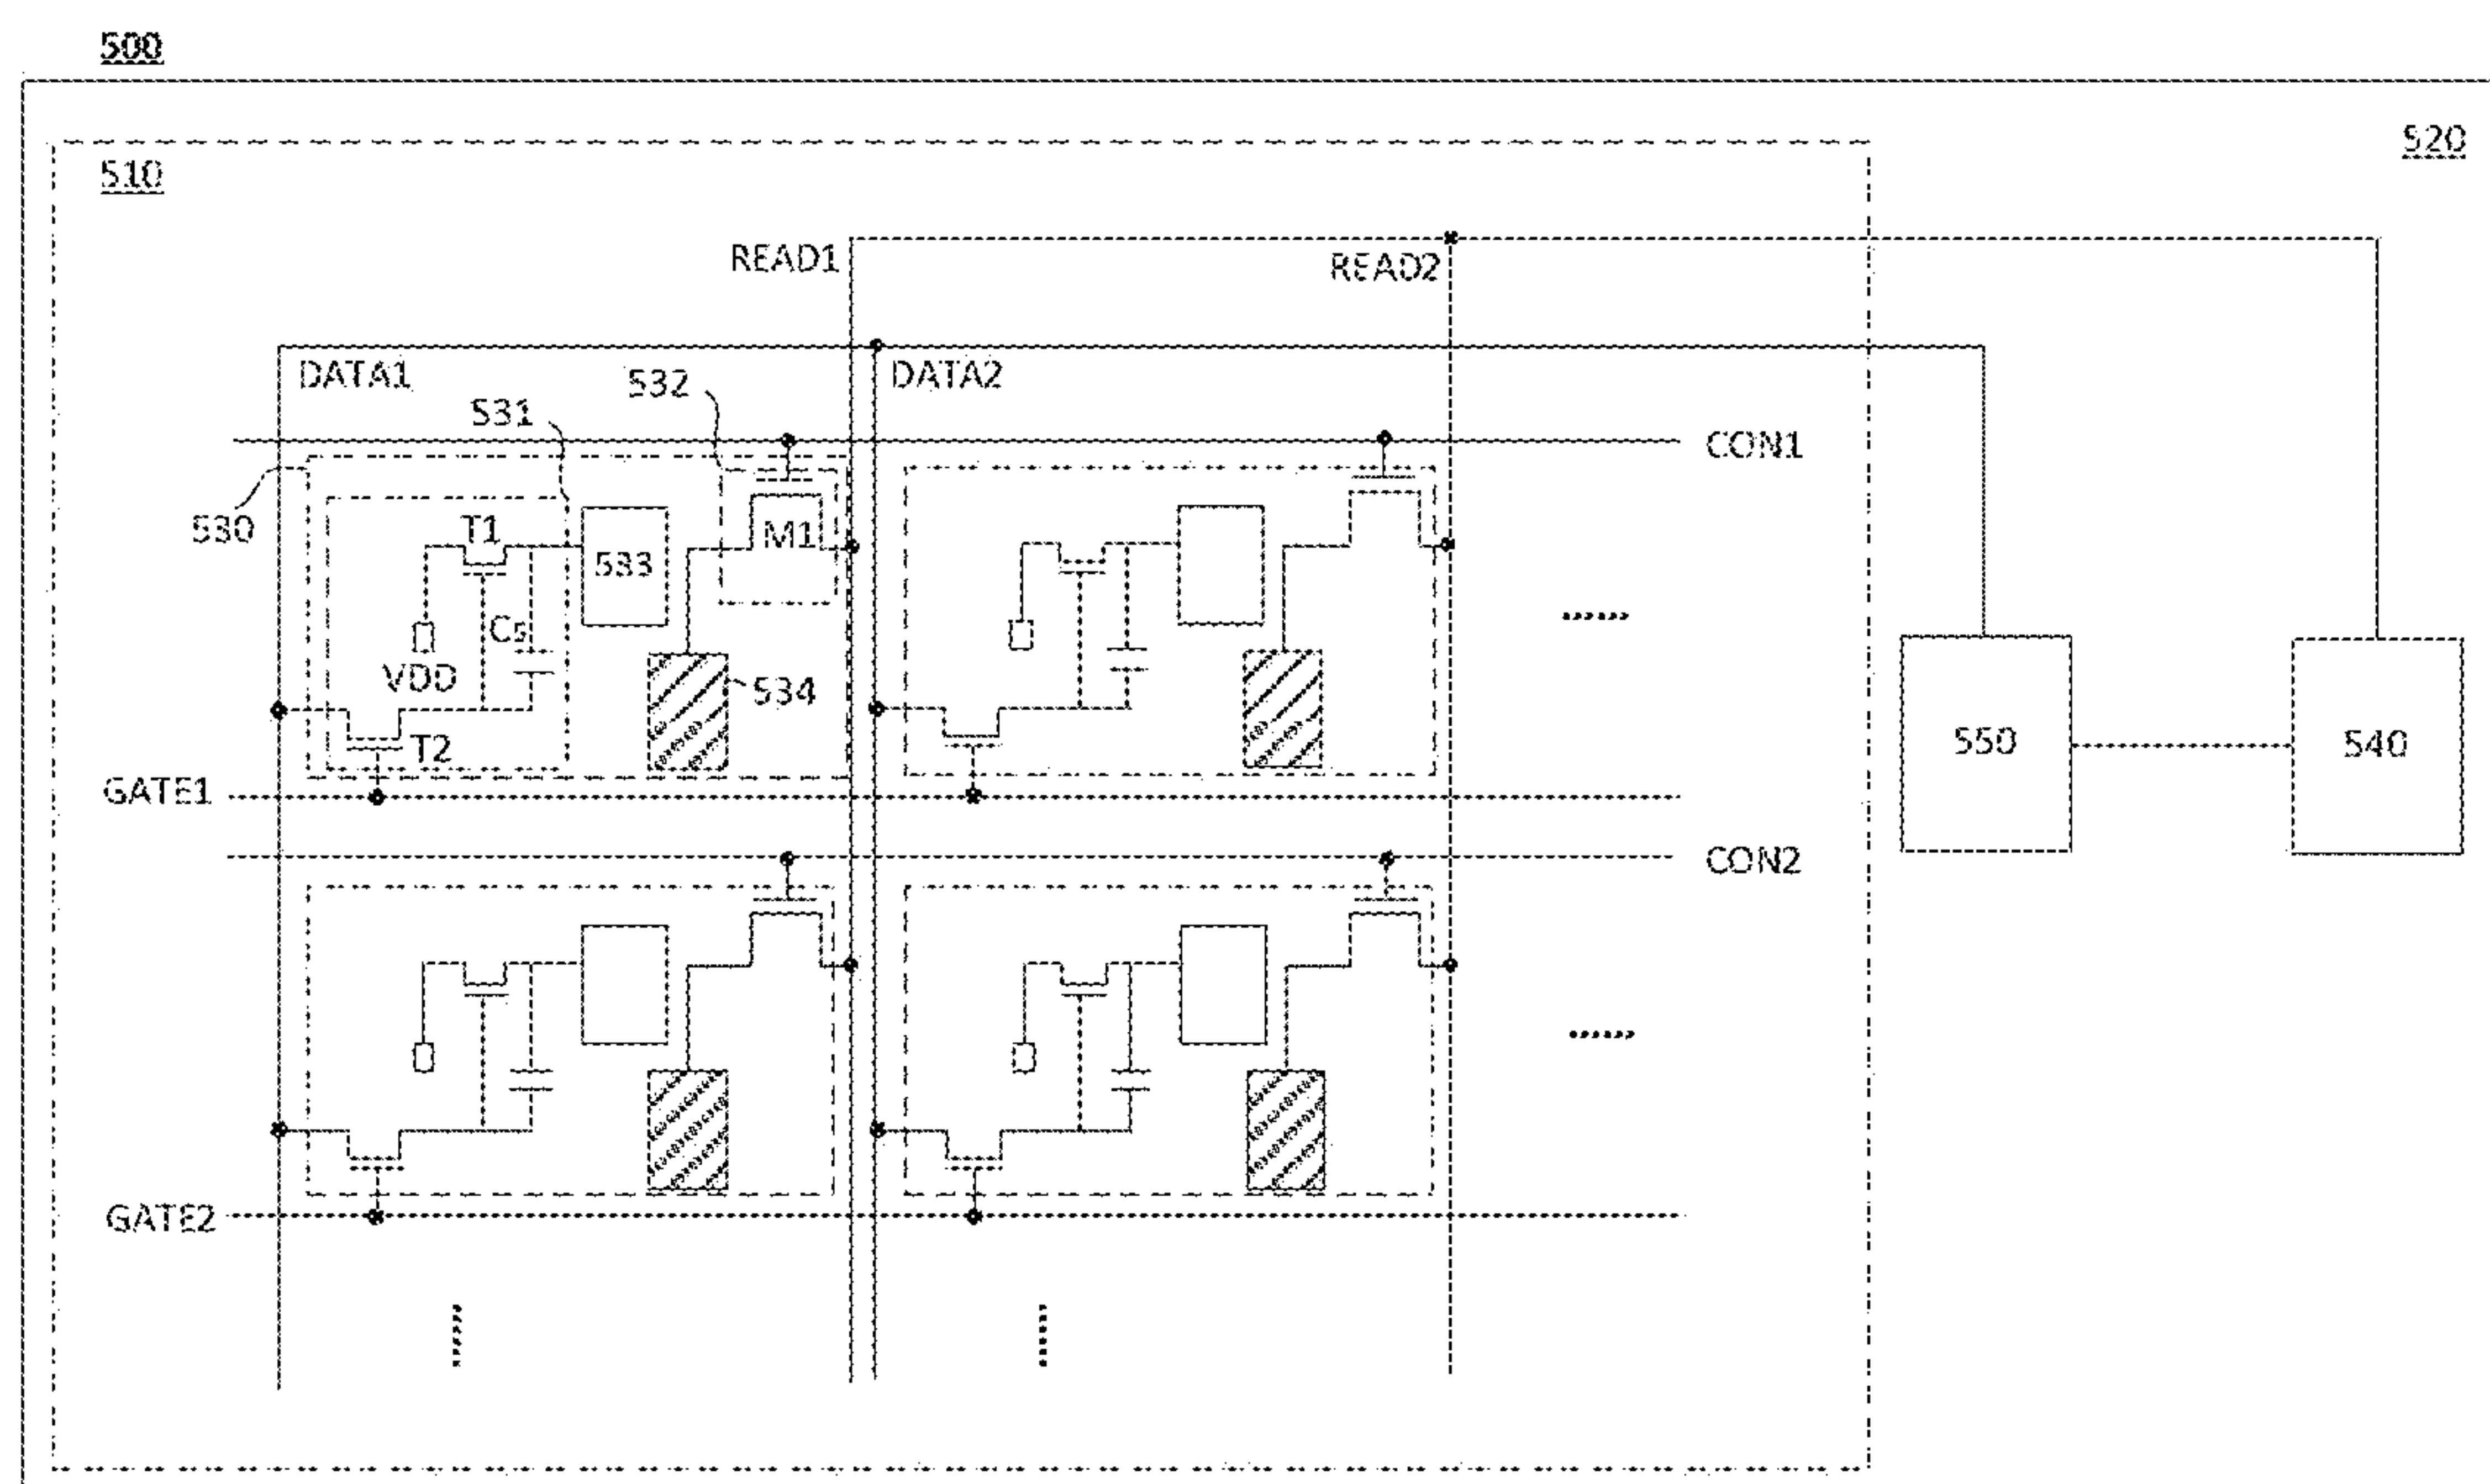 500
520
510
READ1
READ2
DATA1
532
DATA2
531
CON1
530
T1
M1
533
Cs
VDD
534
T2
550
540
GATE1
CON2
GATE2